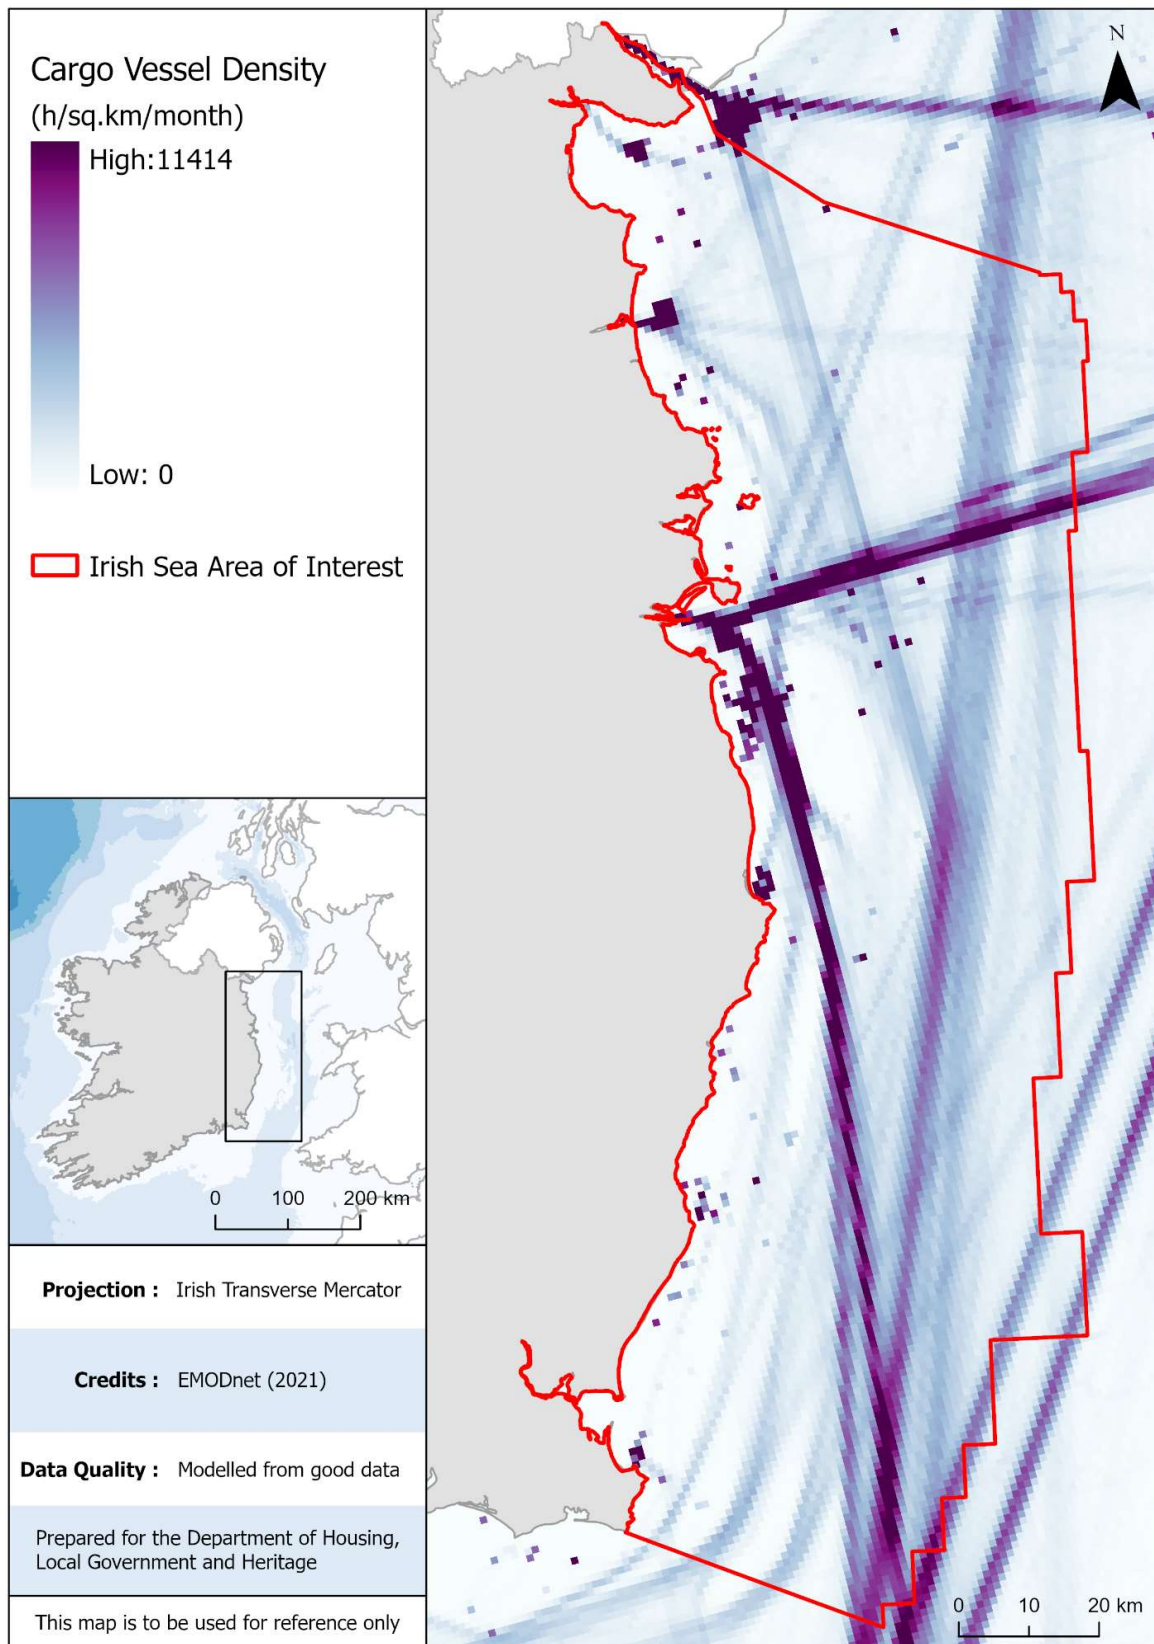 Cargo Vessel Density
(h/sq.km/month)
High:11414
Low: 0
Irish Sea Area of Interest
N
0 100 200 km
Projection : Irish Transverse Mercator
Credits : EMODnet (2021)
Data Quality : Modelled from good data
Prepared for the Department of Housing,
Local Government and Heritage
This map is to be used for reference only
0 10 20 km